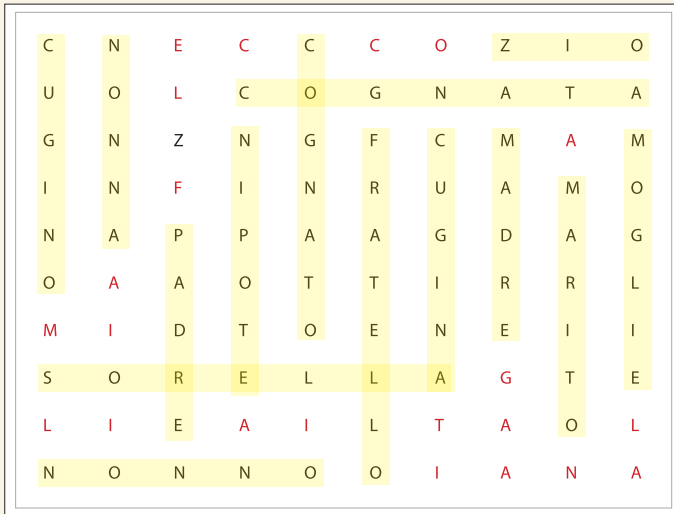 C N E C C C O Z I O
U O L C O G N A T A
G N Z N G F C M A M
I N F I N R U A M O
N A P P A A G D A G
O A A O T T I R R L
M I D T O E N E I I
S O R E L L A G T E
L I E A I L T A O L
N O N N O O I A N A